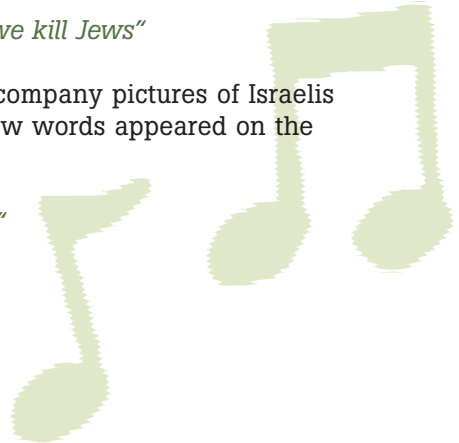 ve kill Jews"
company pictures of Israelis
w words appeared on the
"